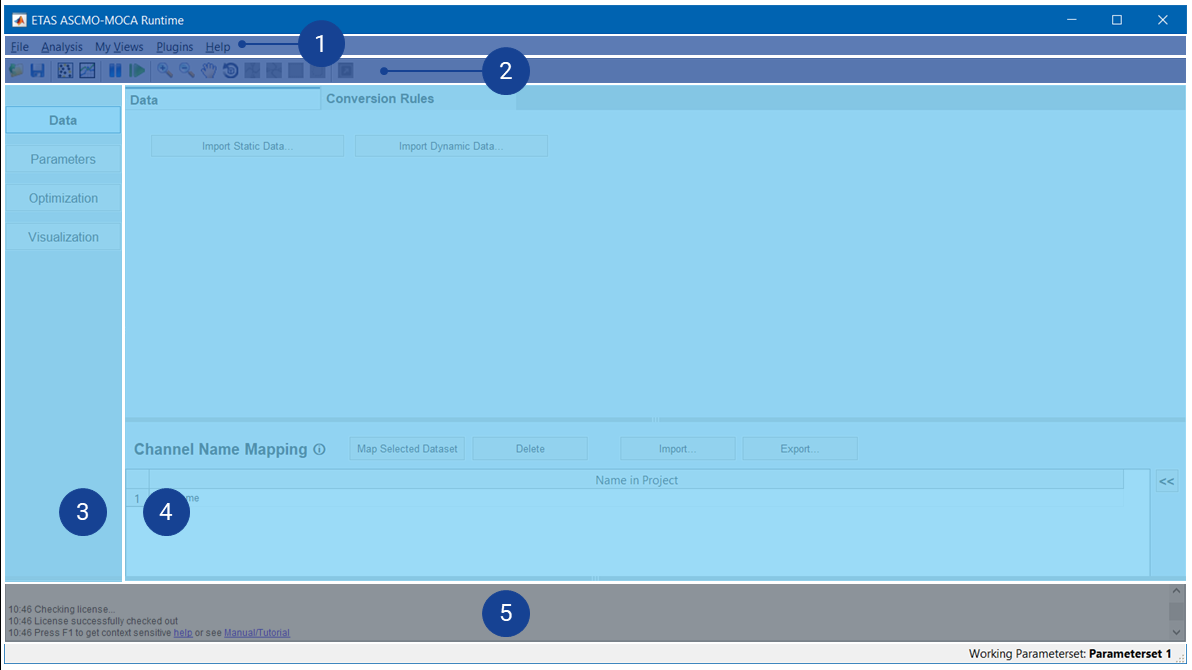 ETAS ASCMO-MOCA Runtime
File Analysis My Views Plugins Help
1
2
Data
Parameters
Optimization
Visualization
3
Data Conversion Rules
Import Static Data... Import Dynamic Data...
Channel Name Mapping Map Selected Dataset Delete Import... Export...
Name in Project
<<
1
4
10:46 Checking license...
10:46 License successfully checked out
10:46 Press F1 to get context sensitive help or see Manual/Tutorial
5
Working Parameterset: Parameterset 1